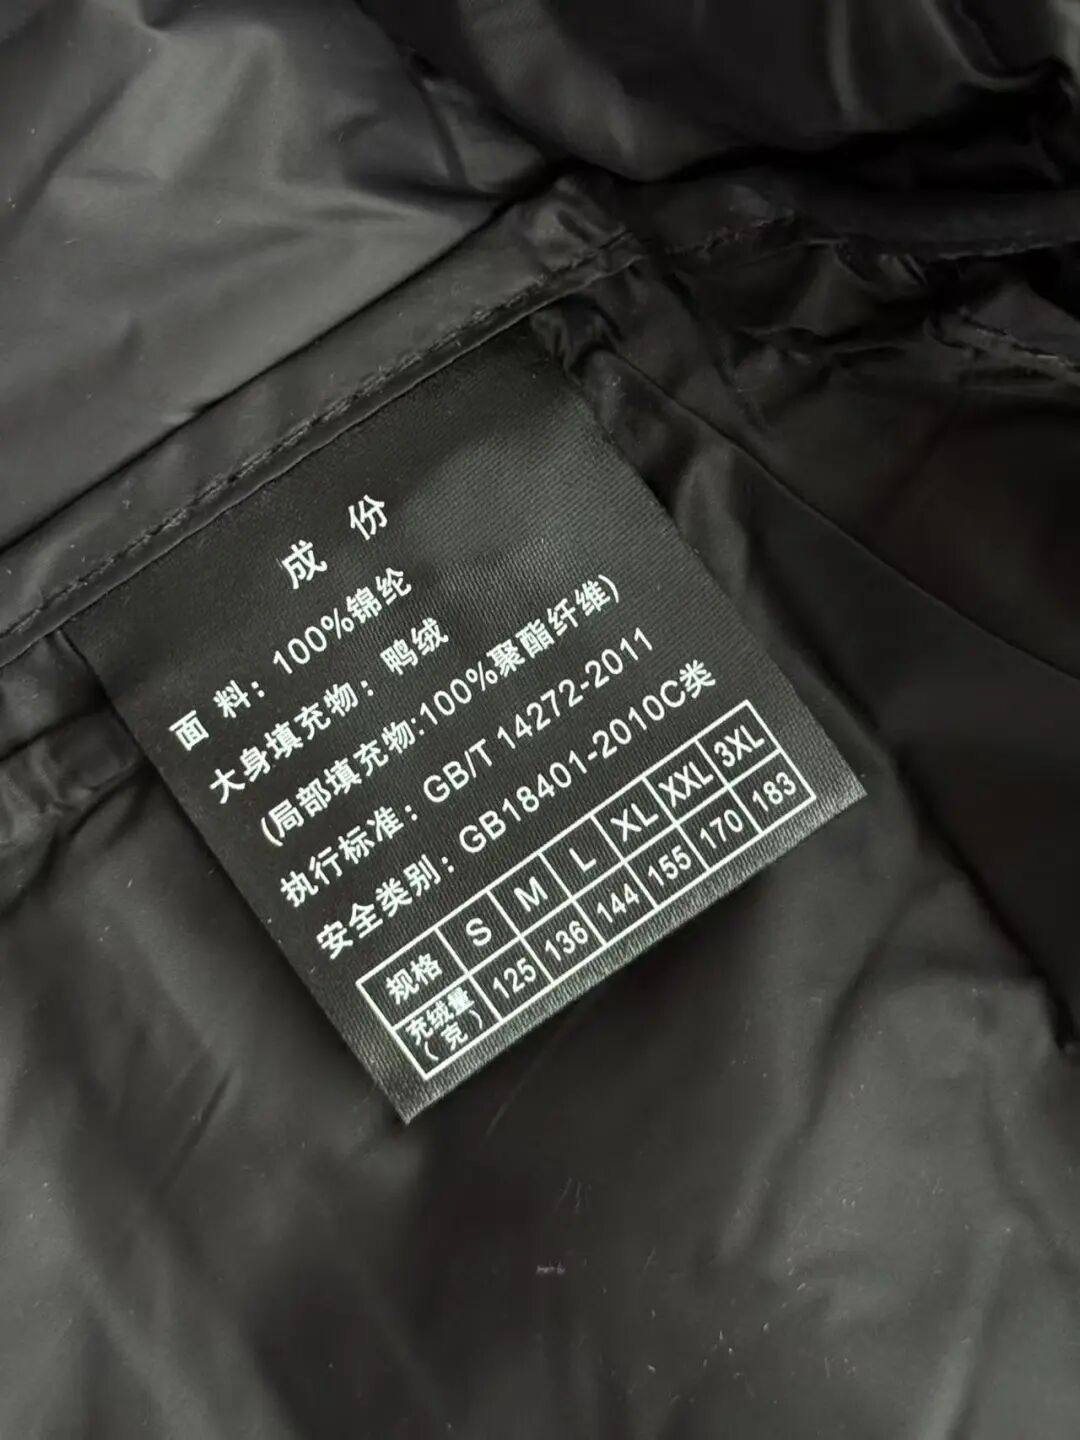 成 份
面 料：100%锦纶
大身填充物：鸭绒
(局部填充物:100%聚酯纤维)
执行标准：GB/T 14272-2011
安全类别：GB18401-2010C类
规格 S M L XL XXL 3XL
充绒量
(克) 125 136 144 155 170 183